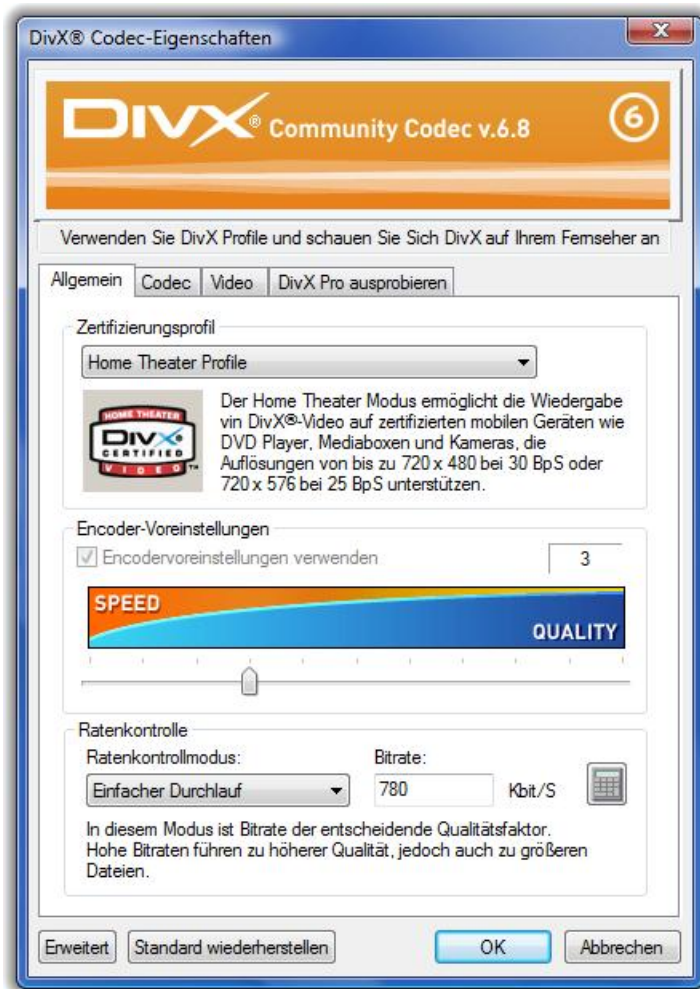 DivX® Codec-Eigenschaften
DIVX® Community Codec v.6.8
6
Verwenden Sie DivX Profile und schauen Sie Sich DivX auf Ihrem Fernseher an
Allgemein Codec Video DivX Pro ausprobieren
Zertifizierungsprofil
Home Theater Profile
HOME THEATER
DIVX
CERTIFIED
VIDEO™
Der Home Theater Modus ermöglicht die Wiedergabe
vin DivX®-Video auf zertifizierten mobilen Geräten wie
DVD Player, Mediaboxen und Kameras, die
Auflösungen von bis zu 720 x 480 bei 30 BpS oder
720 x 576 bei 25 BpS unterstützen.
Encoder-Voreinstellungen
Encodervoreinstellungen verwenden 3
SPEED
QUALITY
Ratenkontrolle
Ratenkontrollmodus: Bitrate:
Einfacher Durchlauf 780 Kbit/S
In diesem Modus ist Bitrate der entscheidende Qualitätsfaktor.
Hohe Bitraten führen zu höherer Qualität, jedoch auch zu größeren
Dateien.
Erweitert Standard wiederherstellen OK Abbrechen